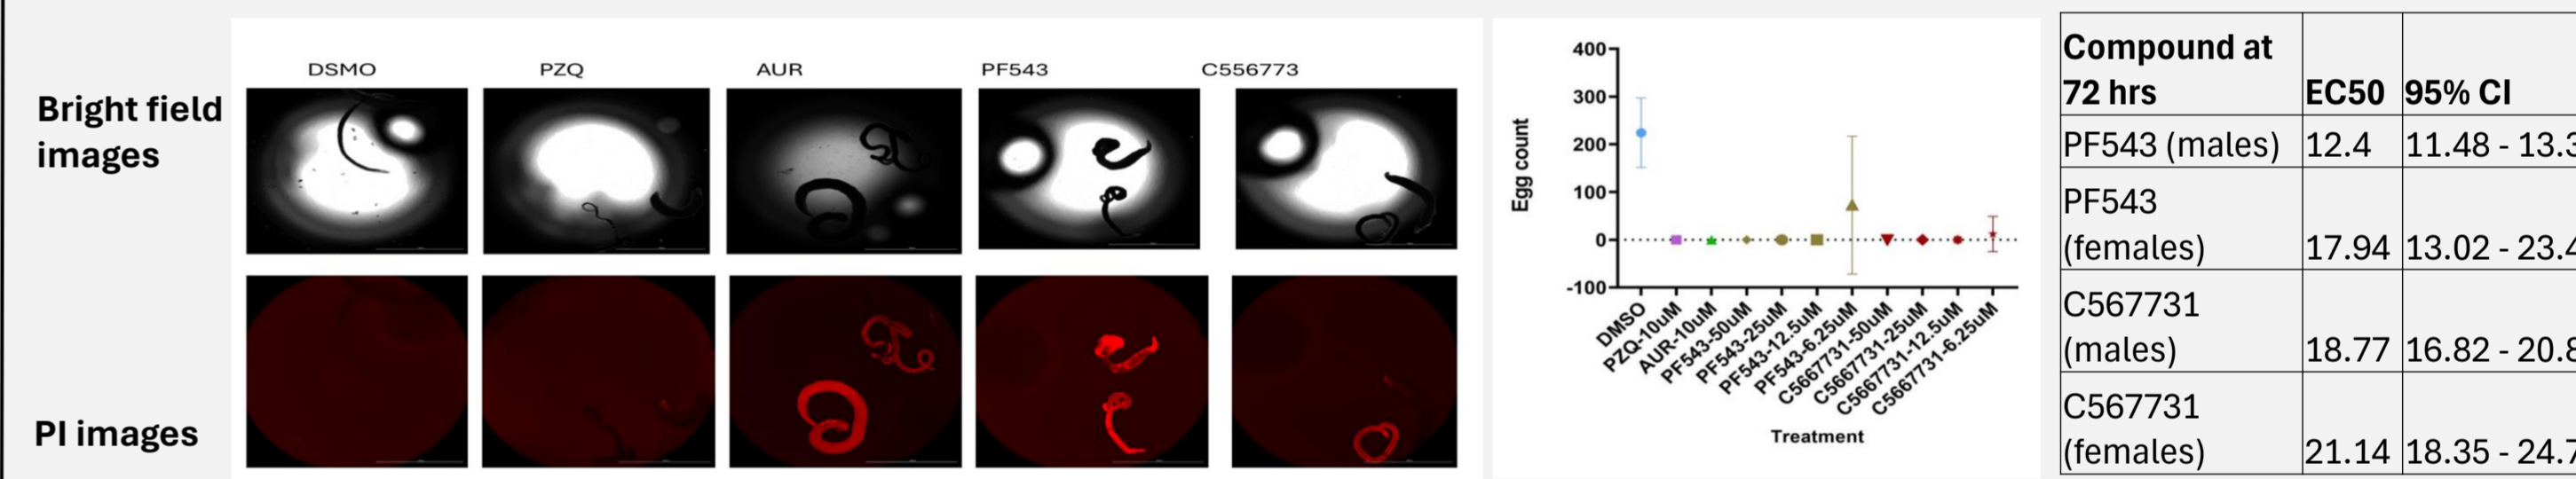 Bright field
images
PI images
DSMO PZQ AUR PF543 C556773
400
300
200
100
0
-100
Egg count
DMSO
PZQ-10uM
AUR-10uM
PF543-50uM
PF543-25uM
PF543-12.5uM
PF543-6.25uM
C5667731-50uM
C5667731-25uM
C5667731-12.5uM
C5667731-6.25uM
Treatment
Compound at
72 hrs EC50 95% CI
PF543 (males) 12.4 11.48 - 13.3
PF543
(females) 17.94 13.02 - 23.4
C567731
(males) 18.77 16.82 - 20.8
C567731
(females) 21.14 18.35 - 24.7